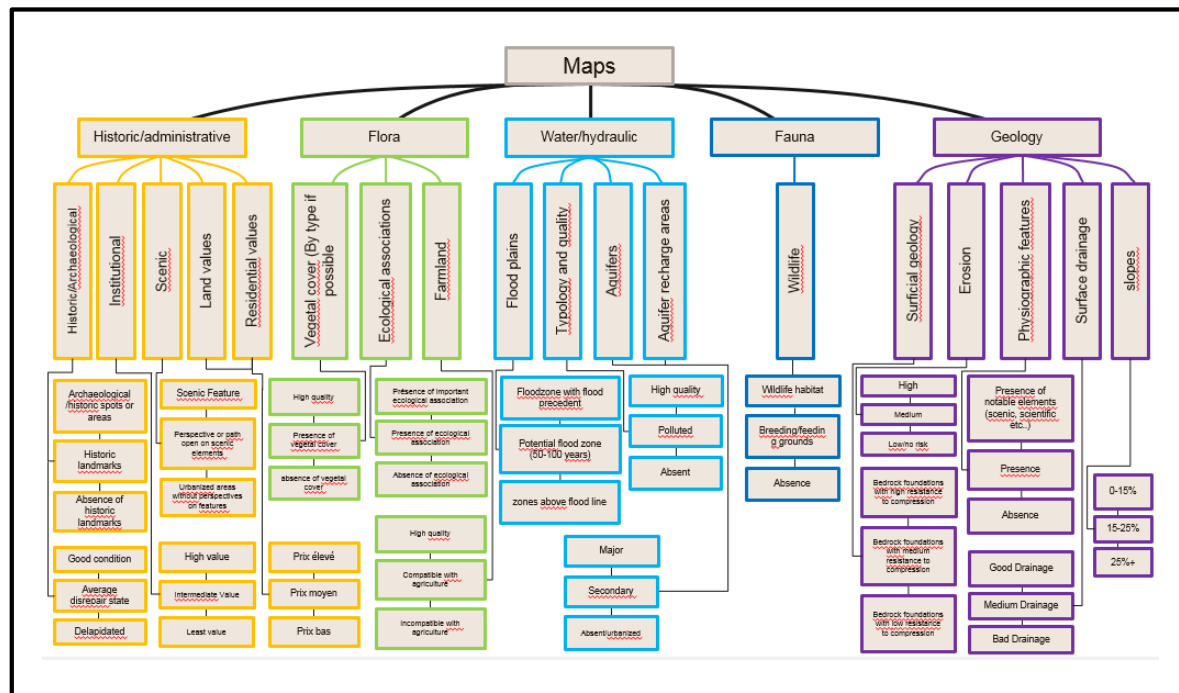 Maps
Historic/administrative
Flora
Water/hydraulic
Fauna
Geology
Historic/Archaeological
Institutional
Scenic
Land values
Residential values
Vegetal cover (By type if
possible
Ecological associations
Farmland
Flood plains
Typology and quality
Aquifers
Aquifer recharge areas
Wildlife
Surficial geology
Erosion
Physiographic features
Surface drainage
slopes
Archaeological
/historic spots or
areas
Historic
landmarks
Absence of
historic
landmarks
Good condition
Average
disrepair state
Delapidated
Scenic Feature
Perspective or path
open on scenic
elements
Urbanized areas
without perspectives
on features
High value
Intermediate Value
Least value
Prix élevé
Prix moyen
Prix bas
High quality
Presence of
vegetal cover
absence of vegetal
cover
Présence of important
ecological association
Presence of ecological
association
Absence of ecological
association
High quality
Compatible with
agriculture
Incompatible with
agriculture
Floodzone with flood
precedent
Potential flood zone
(50-100 years)
zones above flood line
High quality
Polluted
Absent
Major
Secondary
Absent/urbanized
Wildlife habitat
Breeding/feedin
g grounds
Absence
High
Medium
Low/no risk
Bedrock foundations
with high resistance
to compression
Bedrock foundations
with medium
resistance to
compression
Bedrock foundations
with low resistance
to compression
Presence of
notable elements
(scenic, scientific
etc..)
Presence
Absence
Good Drainage
Medium Drainage
Bad Drainage
0-15%
15-25%
25%+